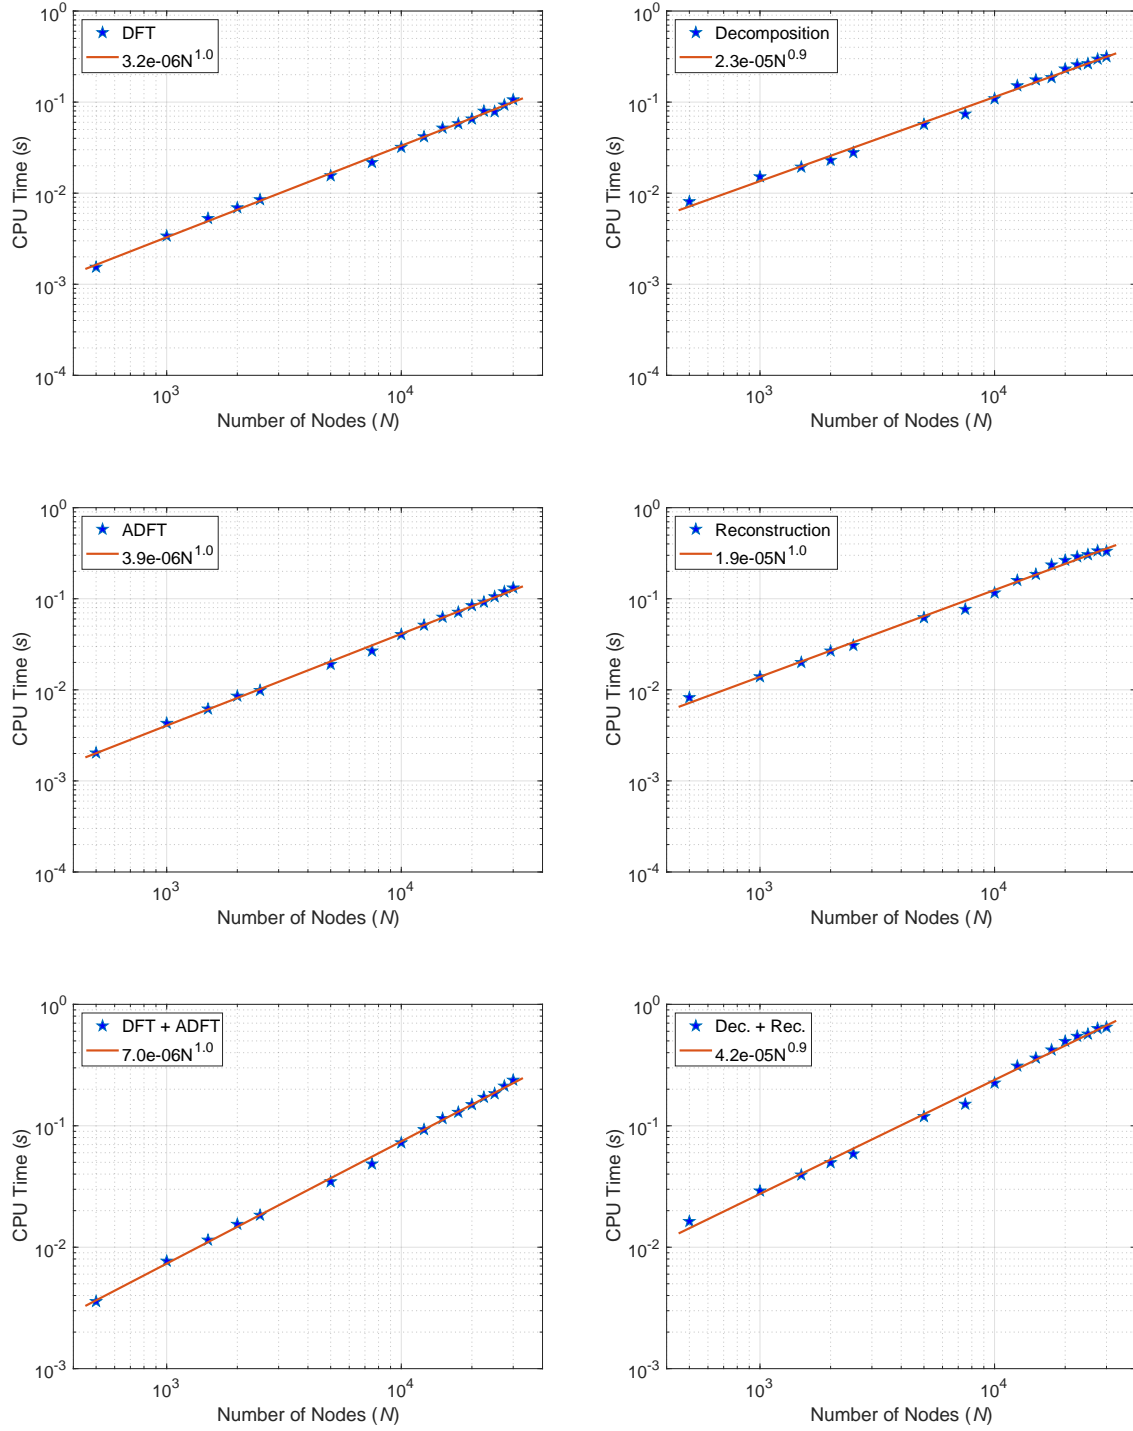 10^0
DFT
3.2e-06N^1.0
10^-1
10^-2
10^-3
10^-4
10^3
10^4
CPU Time (s)
Number of Nodes (N)
10^0
Decomposition
2.3e-05N^0.9
10^-1
10^-2
10^-3
10^-4
10^3
10^4
CPU Time (s)
Number of Nodes (N)
10^0
ADFT
3.9e-06N^1.0
10^-1
10^-2
10^-3
10^-4
10^3
10^4
CPU Time (s)
Number of Nodes (N)
10^0
Reconstruction
1.9e-05N^1.0
10^-1
10^-2
10^-3
10^-4
10^3
10^4
CPU Time (s)
Number of Nodes (N)
10^0
DFT + ADFT
7.0e-06N^1.0
10^-1
10^-2
10^-3
10^3
10^4
CPU Time (s)
Number of Nodes (N)
10^0
Dec. + Rec.
4.2e-05N^0.9
10^-1
10^-2
10^-3
10^3
10^4
CPU Time (s)
Number of Nodes (N)